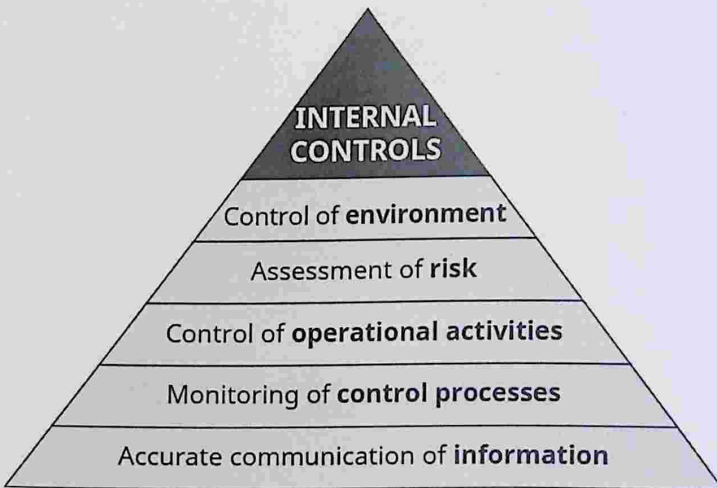 INTERNAL
CONTROLS
Control of environment
Assessment of risk
Control of operational activities
Monitoring of control processes
Accurate communication of information